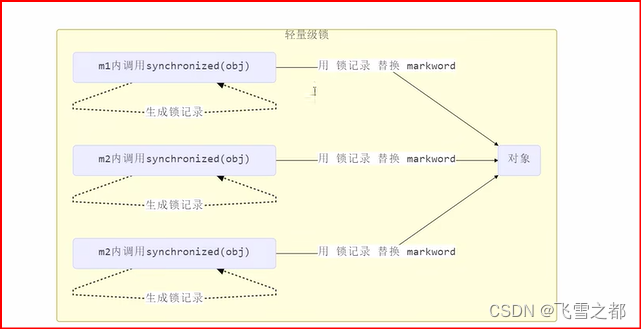 轻量级锁
m1内调用synchronized(obj)
用 锁记录 替换 markword
生成锁记录
m2内调用synchronized(obj)
用 锁记录 替换 markword
对象
生成锁记录
m2内调用synchronized(obj)
用 锁记录 替换 markword
生成锁记录
CSDN @飞雪之都